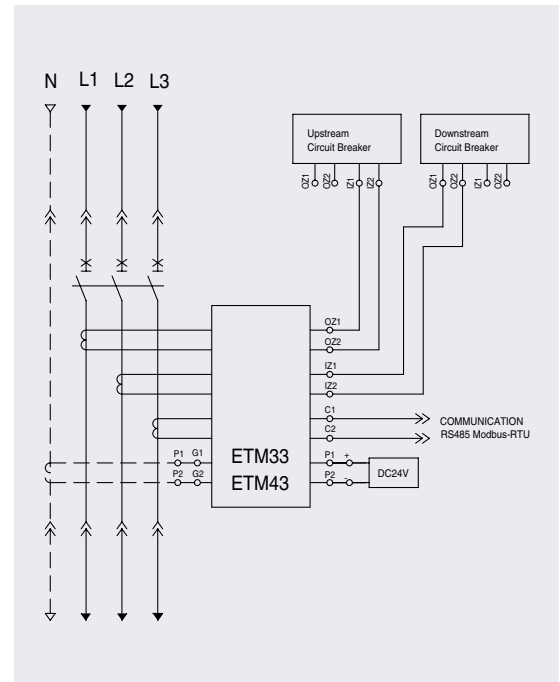 N L1 L2 L3
Upstream
Circuit Breaker
OZ1 OZ2 IZ1 IZ2
Downstream
Circuit Breaker
OZ1 OZ2 IZ1 OZ2
OZ1
OZ2
IZ1
IZ2
C1
C2
COMMUNICATION
RS485 Modbus-RTU
P1 G1
P2 G2
ETM33
ETM43
P1 +
P2 -
DC24V